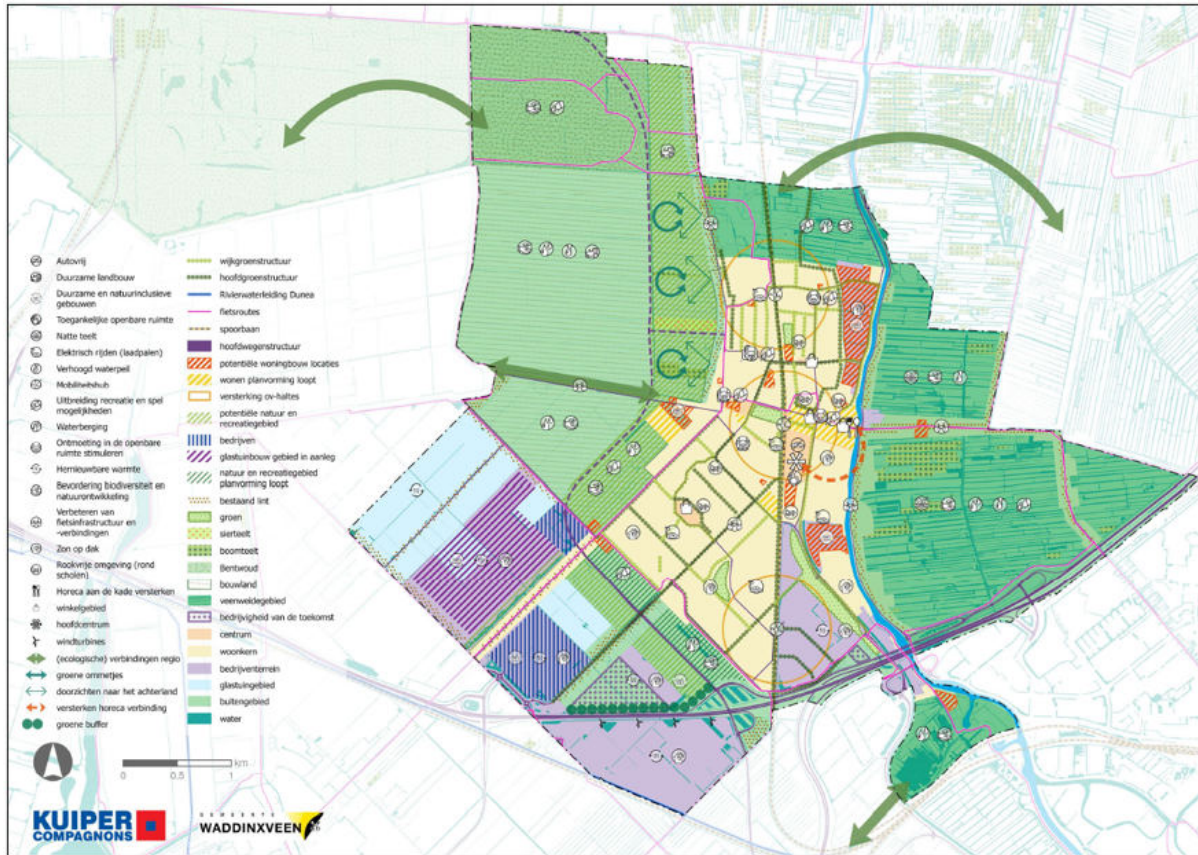 Autovrij
Duurzame landbouw
Duurzame en natuurinclusieve
gebouwen
Toegankelijke openbare ruimte
Natte teelt
Elektrisch rijden (laadpalen)
Verhoogd waterpeil
Mobiliteitshub
Uitbreiding recreatie en spel
mogelijkheden
Waterberging
Ontmoeting in de openbare
ruimte stimuleren
Hernieuwbare warmte
Bevordering biodiversiteit en
natuurontwikkeling
Verbeteren van
fietsinfrastructuur en
-verbindingen
Zon op dak
Rookvrije omgeving (rond
scholen)
Horeca aan de kade versterken
winkelgebied
hoofdcentrum
windturbines
(ecologische) verbindingen regio
groene ommetjes
doorzichten naar het achterland
versterken horeca verbinding
groene buffer
wijkgroenstructuur
hoofdgroenstructuur
Rivierwaterleiding Dunea
fietsroutes
spoorbaan
hoofdwegenstructuur
potentiële woningbouw locaties
wonen planvorming loopt
versterking ov-haltes
potentiële natuur en
recreatiegebied
bedrijven
glastuinbouw gebied in aanleg
natuur en recreatiegebied
planvorming loopt
bestaand lint
groen
sierteelt
boomteelt
Bentwoud
bouwland
veenweidegebied
bedrijvigheid van de toekomst
centrum
woonkern
bedrijventerrein
glastuingebied
buitengebied
water
0 0.5 1 km
KUIPER
COMPAGNONS
GEMEENTE
WADDINXVEEN